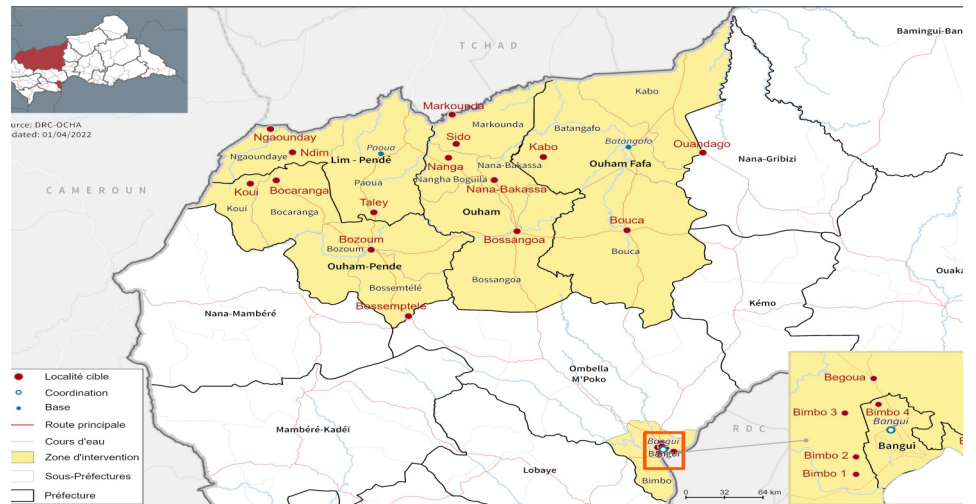 TCHAD
Bamingui-Ban
Kabo
urce: DRC-OCHA
dated: 01/04/2022
Markounda
Markounda
Batangafo
Ngaounday
Sido
Paoua
Batangafo
Ouandago
Ngaoundaye
Ndim
Lim - Pendé
Nanga
Nana-Bakassa
Kabo
Ouham Fafa
Nana-Gribizi
CAMEROUN
Koui
Bocaranga
Paoua
Nangha Boguila
Nana-Bakassa
Koui
Bocaranga
Taley
Ouham
Bouca
Bozoum
Bozoum
Bossangoa
Bouca
Ouham-Pende
Bossangoa
Ouaka
Bossemtélé
Bossemptele
Nana-Mambéré
Kémo
Ombella
M'Poko
Localité cible
Coordination
Base
Route principale
Cours d'eau
Zone d'intervention
Sous-Préfectures
Préfecture
Mambéré-Kadéï
Lobaye
RDC
Bangui
Bangui
Bimbo
0 32 64 km
Begoua
Bimbo 3
Bimbo 4
Bangui
Bangui
Bimbo 2
Bimbo 1